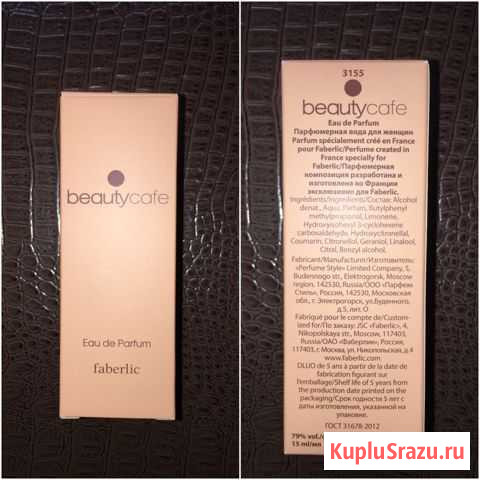 beautycafe
Eau de Parfum
faberlic
3155
beautycafe
Eau de Parfum
Парфюмерная вода для женщин
Parfum spécialement créé en France
pour Faberlic/Perfume created in
France specially for
Faberlic/Парфюмерная
композиция разработана и
изготовлена во Франции
эксклюзивно для Faberlic.
Ingrédients/Ingredients/Состав: Alcohol
denat., Aqua, Parfum, Butylphenyl
methylpropional, Limonene,
Hydroxyisohexyl 3-cyclohexene
carboxaldehyde, Hydroxycitronellal,
Coumarin, Citronellol, Geraniol, Linalool,
Citral, Benzyl alcohol.
Fabricant/Manufacturer/Изготовитель:
«Perfume Style» Limited Company, 5,
Budennogo str., Elektrogorsk, Moscow
region, 142530, Russia/ООО «Парфюм
Стиль», Россия, 142530, Московская
обл., г. Электрогорск, ул.Буденного,
д.5, лит. О
Fabriqué pour le compte de/Custom-
ized for/По заказу: JSC «Faberlic», 4,
Nikopolskaya str., Moscow, 117403,
Russia/ОАО «Фаберлик», Россия,
117403, г. Москва, ул. Никопольская, д.4
www.faberlic.com
DLUO de 5 ans à partir de la date de
fabrication figurant sur
l'emballage/Shelf life of 5 years from
the production date printed on the
packaging/Срок годности 5 лет с
даты изготовления, указанной на
упаковке.
ГОСТ 31678-2012
79% vol./
15 ml/мл
KupluSrazu.ru